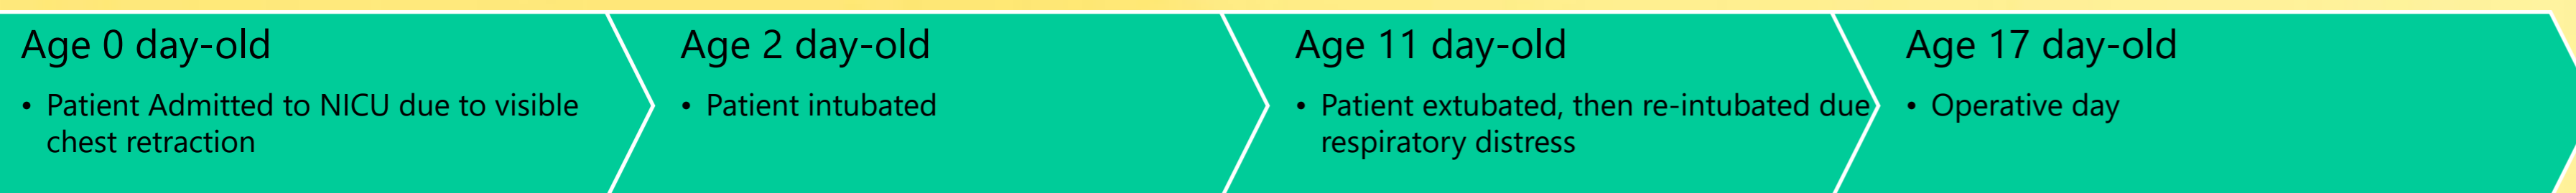 Age 0 day-old
• Patient Admitted to NICU due to visible
chest retraction
Age 2 day-old
• Patient intubated
Age 11 day-old
• Patient extubated, then re-intubated due
respiratory distress
Age 17 day-old
• Operative day